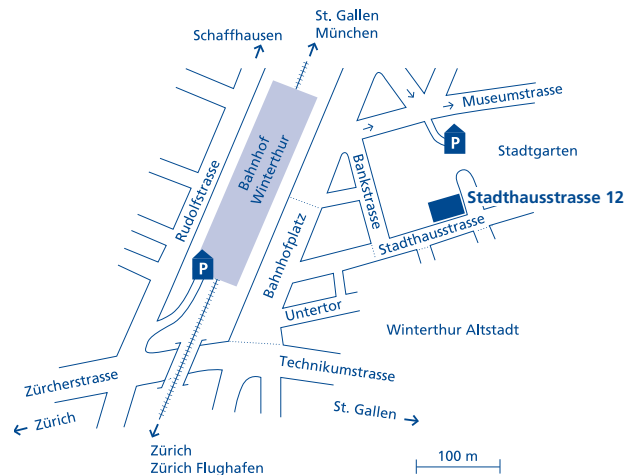 St. Gallen
München
Schaffhausen
Museumstrasse
P
Stadtgarten
Bahnhof
Winterthur
Rudolfstrasse
Bankstrasse
Stadthausstrasse 12
Stadthausstrasse
Bahnhofplatz
P
Untertor
Winterthur Altstadt
Technikumstrasse
Zürcherstrasse
Zürich
St. Gallen
Zürich
Zürich Flughafen
100 m